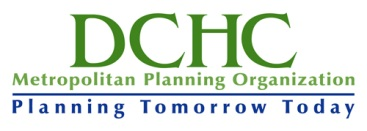 DCHC
Metropolitan Planning Organization
Planning Tomorrow Today